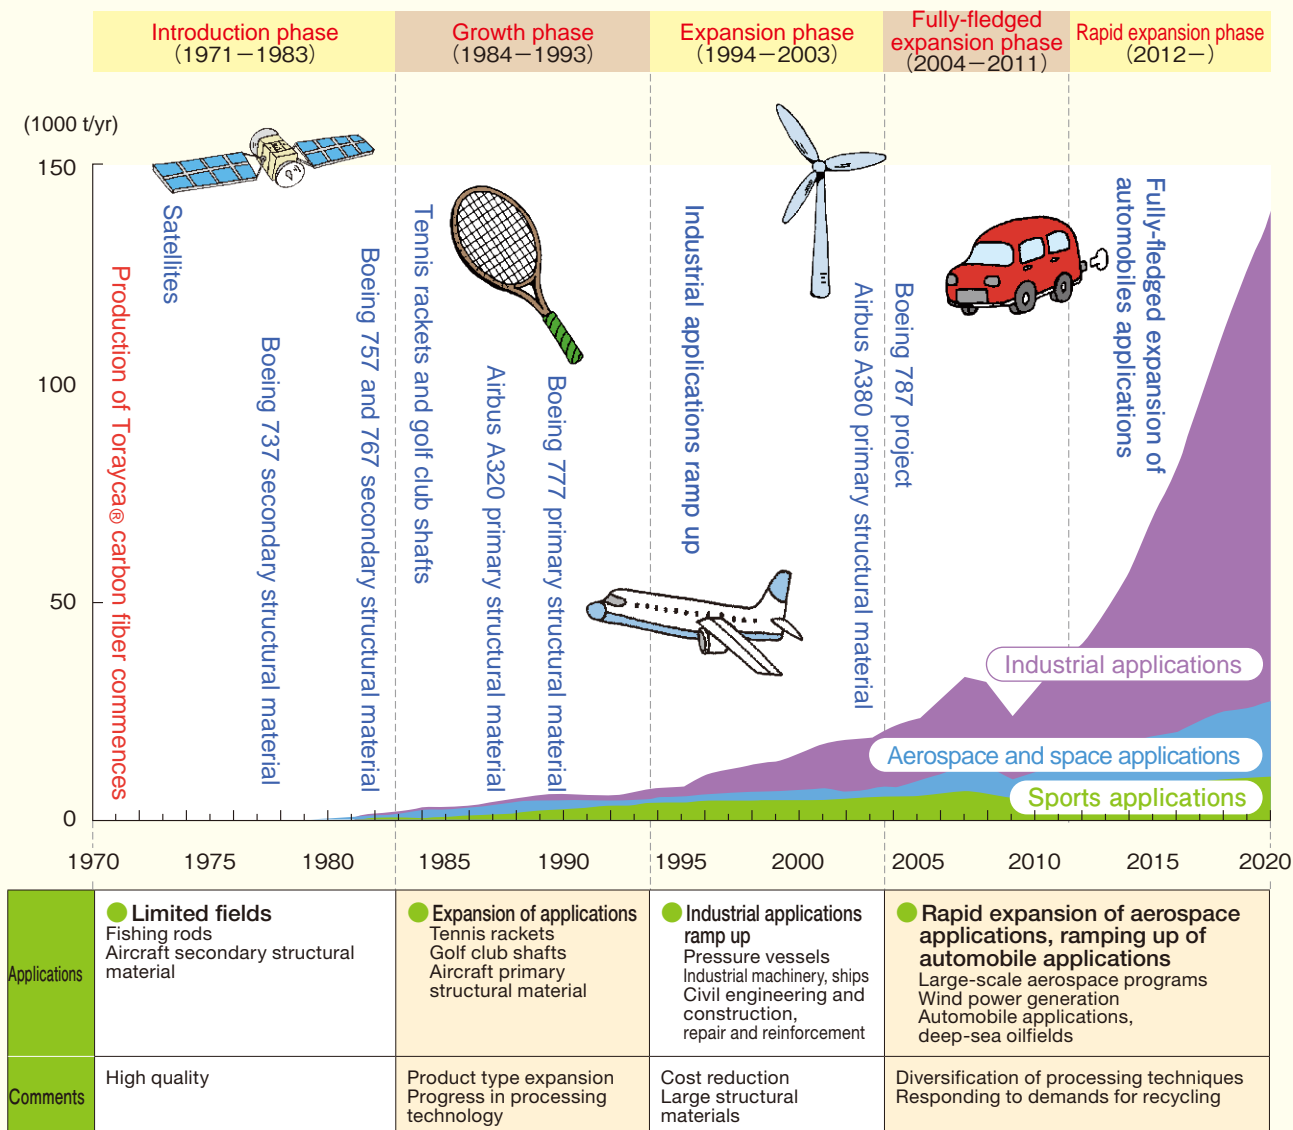 Introduction phase
(1971–1983)
Growth phase
(1984–1993)
Expansion phase
(1994–2003)
Fully-fledged
expansion phase
(2004–2011)
Rapid expansion phase
(2012–)
(1000 t/yr)
150
100
50
0
Production of Torayca® carbon fiber commences
Satellites
Boeing 737 secondary structural material
Boeing 757 and 767 secondary structural material
Tennis rackets and golf club shafts
Airbus A320 primary structural material
Boeing 777 primary structural material
Industrial applications ramp up
Airbus A380 primary structural material
Boeing 787 project
Fully-fledged expansion of
automobiles applications
Industrial applications
Aerospace and space applications
Sports applications
1970
1975
1980
1985
1990
1995
2000
2005
2010
2015
2020
Applications
Limited fields
Fishing rods
Aircraft secondary structural
material
Expansion of applications
Tennis rackets
Golf club shafts
Aircraft primary
structural material
Industrial applications
ramp up
Pressure vessels
Industrial machinery, ships
Civil engineering and
construction,
repair and reinforcement
Rapid expansion of aerospace
applications, ramping up of
automobile applications
Large-scale aerospace programs
Wind power generation
Automobile applications,
deep-sea oilfields
Comments
High quality
Product type expansion
Progress in processing
technology
Cost reduction
Large structural
materials
Diversification of processing techniques
Responding to demands for recycling